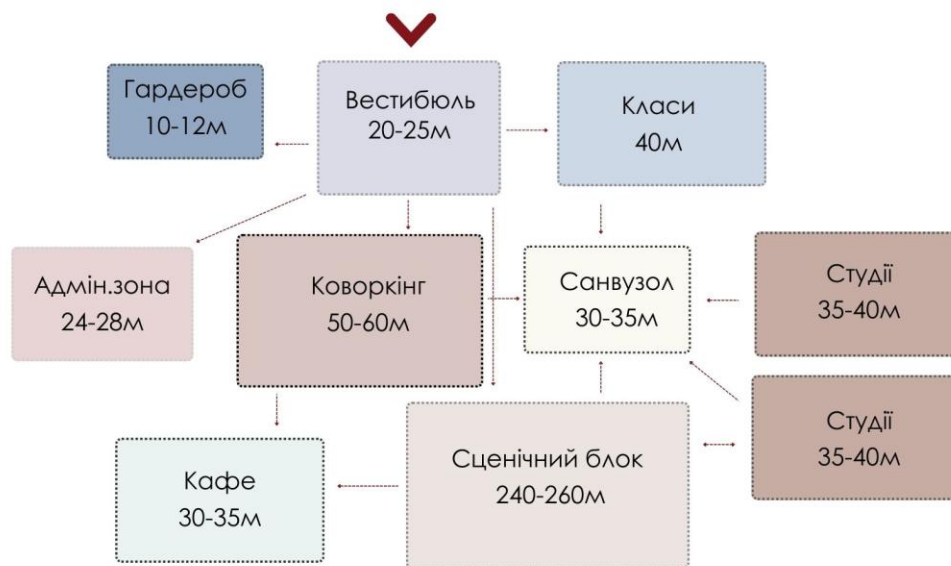 Гардероб
10-12м
Вестибюль
20-25м
Класи
40м
Адмін.зона
24-28м
Коворкінг
50-60м
Санвузол
30-35м
Студії
35-40м
Кафе
30-35м
Сценічний блок
240-260м
Студії
35-40м